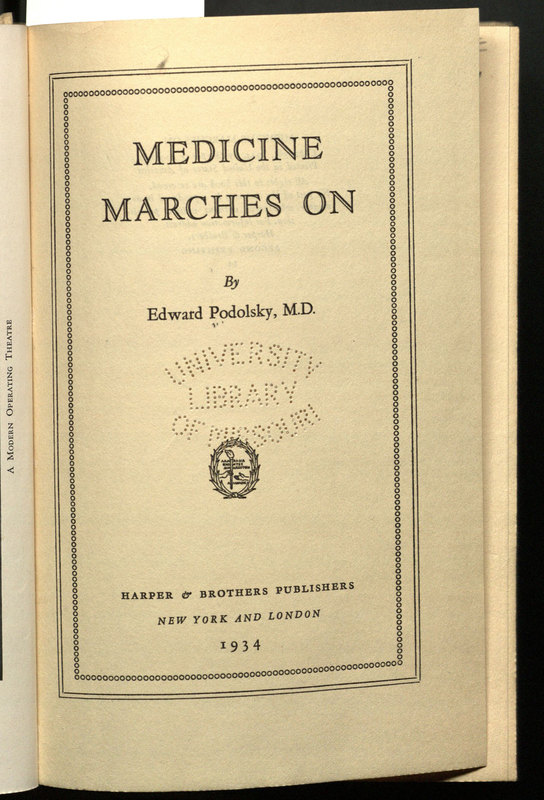 A MODERN OPERATING THEATRE
MEDICINE
MARCHES ON
By
Edward Podolsky, M.D.
UNIVERSITY
LIBRARY
OF MISSOURI
HARPER & BROTHERS PUBLISHERS
NEW YORK AND LONDON
1934